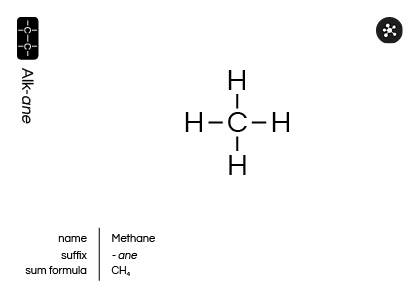 C
C
Alk-ane
H
H C H
H
name Methane
suffix - ane
sum formula CH₄